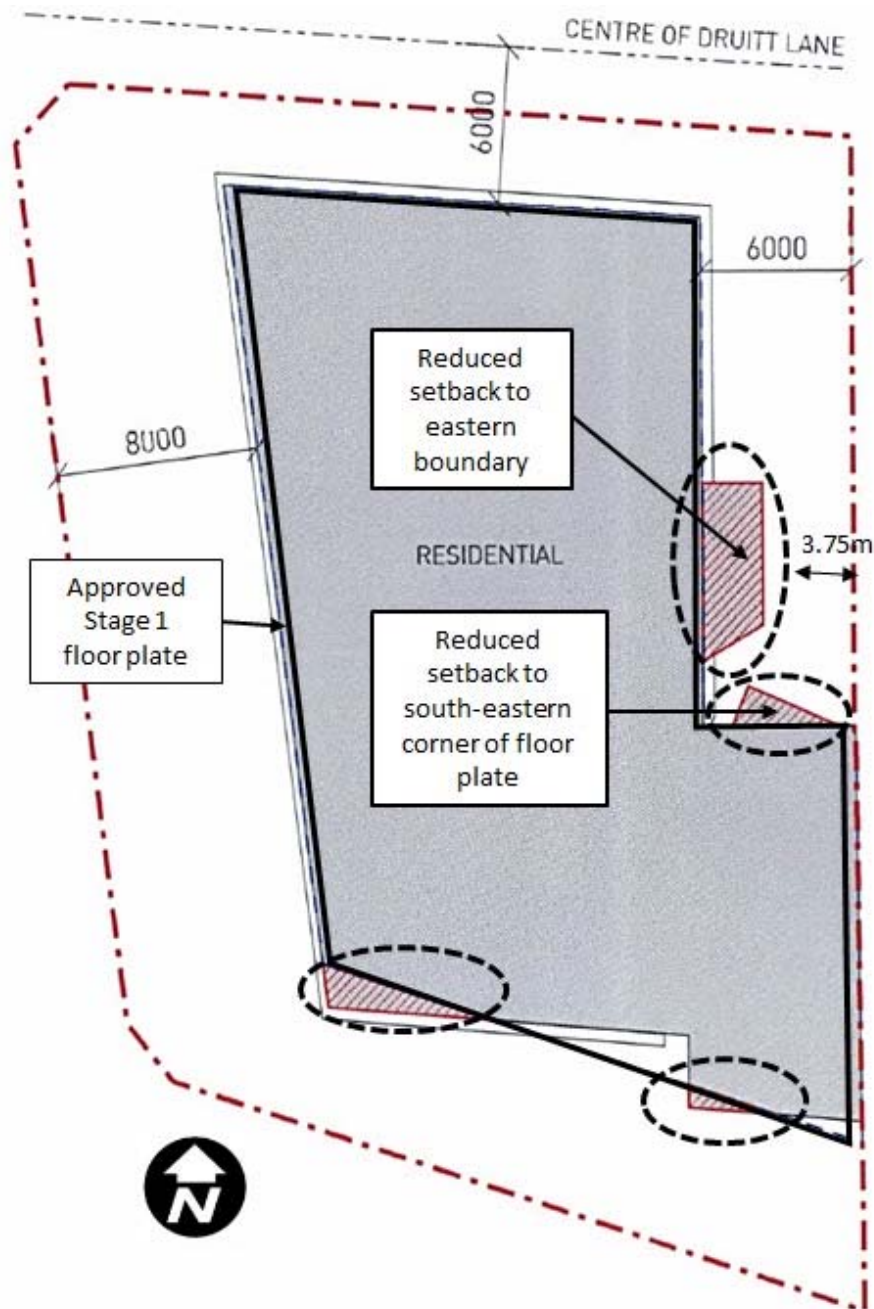 CENTRE OF DRUITT LANE
6000
6000
Reduced
setback to
eastern
boundary
8000
3.75m
RESIDENTIAL
Approved
Stage 1
floor plate
Reduced
setback to
south-eastern
corner of floor
plate
N